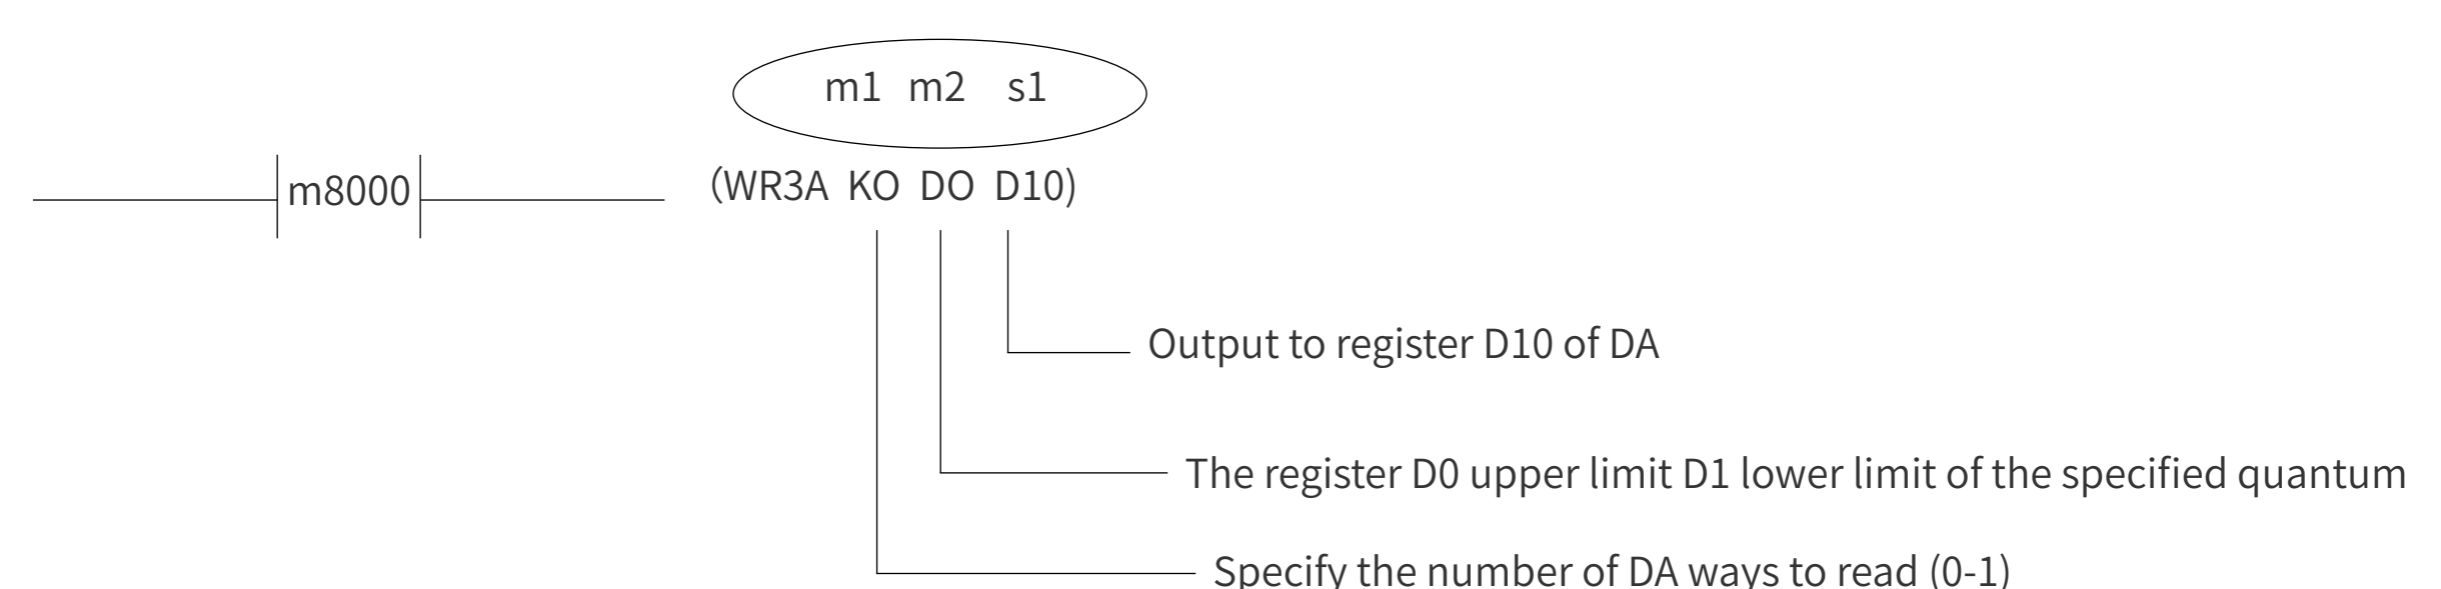 m1 m2 s1
m8000
(WR3A KO DO D10)
Output to register D10 of DA
The register D0 upper limit D1 lower limit of the specified quantum
Specify the number of DA ways to read (0-1)